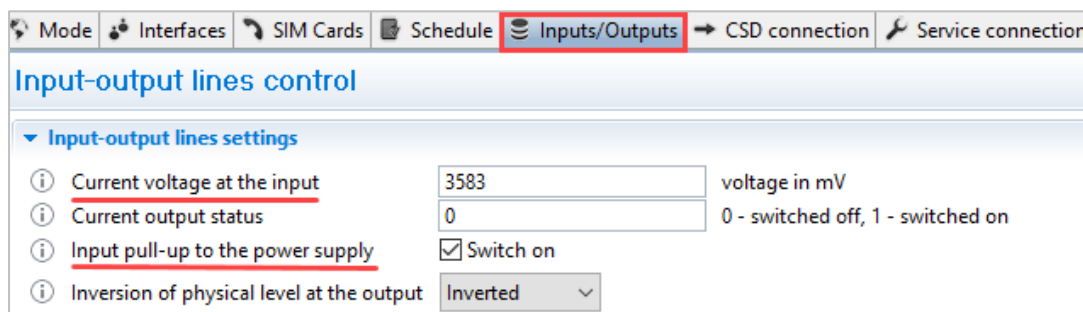 Mode Interfaces SIM Cards Schedule Inputs/Outputs CSD connection Service connection
Input-output lines control
Input-output lines settings
Current voltage at the input 3583 voltage in mV
Current output status 0 0 - switched off, 1 - switched on
Input pull-up to the power supply Switch on
Inversion of physical level at the output Inverted